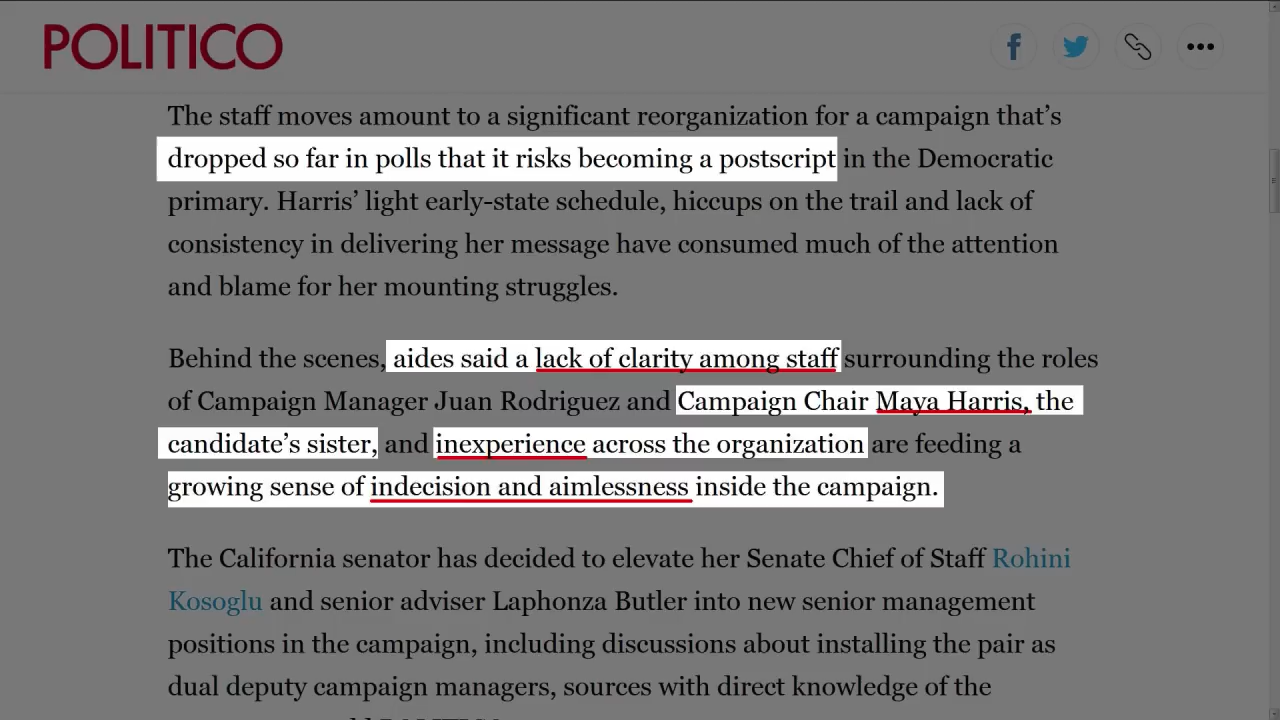 POLITICO
The staff moves amount to a significant reorganization for a campaign that’s
dropped so far in polls that it risks becoming a postscript in the Democratic
primary. Harris’ light early-state schedule, hiccups on the trail and lack of
consistency in delivering her message have consumed much of the attention
and blame for her mounting struggles.
Behind the scenes, aides said a lack of clarity among staff surrounding the roles
of Campaign Manager Juan Rodriguez and Campaign Chair Maya Harris, the
candidate’s sister, and inexperience across the organization are feeding a
growing sense of indecision and aimlessness inside the campaign.
The California senator has decided to elevate her Senate Chief of Staff Rohini
Kosoglu and senior adviser Laphonza Butler into new senior management
positions in the campaign, including discussions about installing the pair as
dual deputy campaign managers, sources with direct knowledge of the
POLITICO